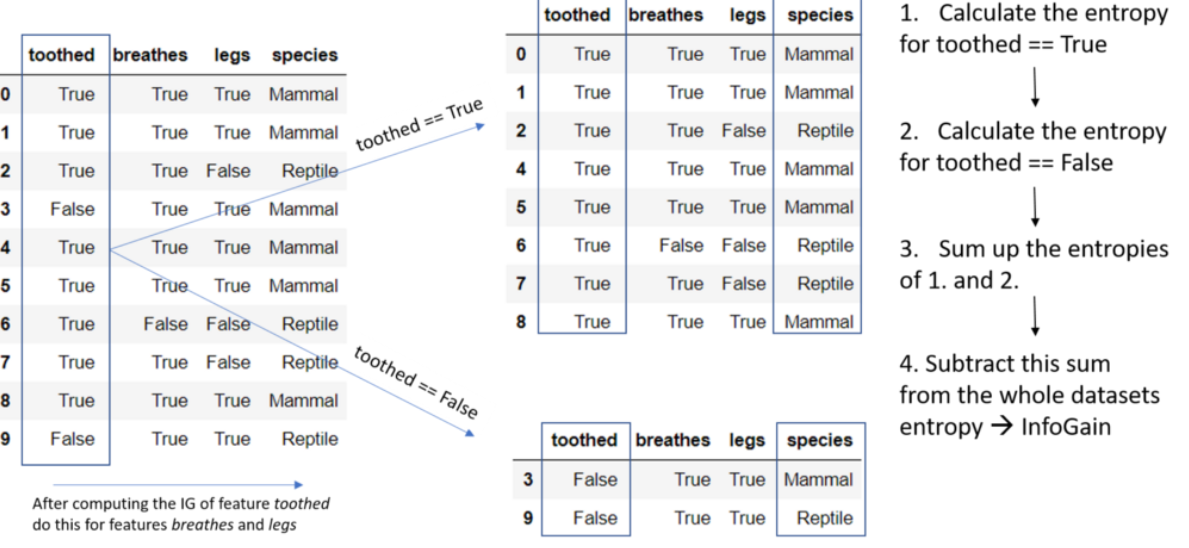 toothed breathes legs species
0 True True True Mammal
1 True True True Mammal
2 True True False Reptile
3 False True True Mammal
4 True True True Mammal
5 True True True Mammal
6 True False False Reptile
7 True True False Reptile
8 True True True Mammal
9 False True True Reptile
After computing the IG of feature toothed
do this for features breathes and legs
toothed == True
toothed == False
toothed breathes legs species
0 True True True Mammal
1 True True True Mammal
2 True True False Reptile
4 True True True Mammal
5 True True True Mammal
6 True False False Reptile
7 True True False Reptile
8 True True True Mammal
toothed breathes legs species
3 False True True Mammal
9 False True True Reptile
1. Calculate the entropy
for toothed == True
2. Calculate the entropy
for toothed == False
3. Sum up the entropies
of 1. and 2.
4. Subtract this sum
from the whole datasets
entropy → InfoGain